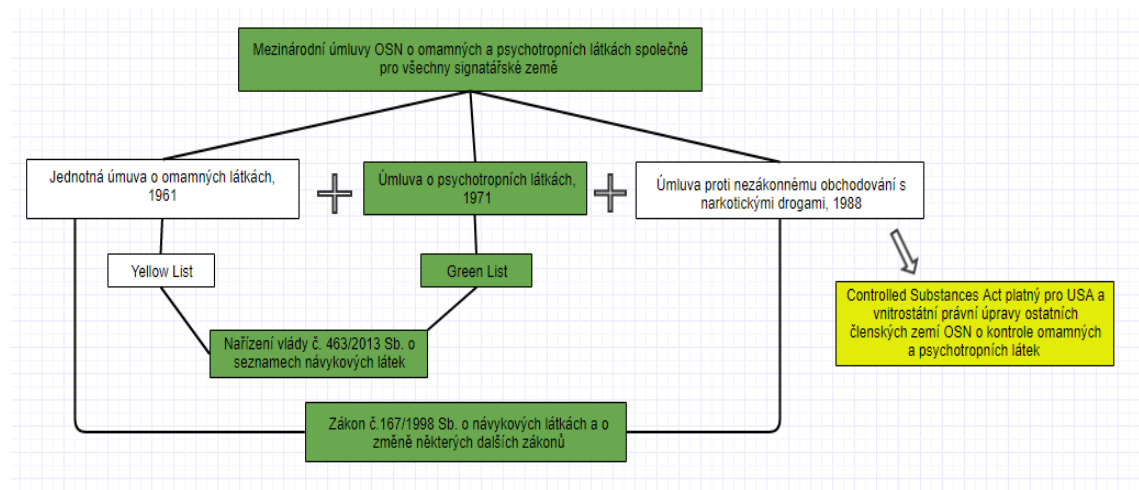 Mezinárodní úmluvy OSN o omamných a psychotropních látkách společné
pro všechny signatářské země
Jednotná úmuva o omamných látkách,
1961
Úmluva o psychotropních látkách,
1971
Úmluva proti nezákonnému obchodování s
narkotickými drogami, 1988
Yellow List
Green List
Controlled Substances Act platný pro USA a
vnitrostátní právní úpravy ostatních
členských zemí OSN o kontrole omamných
a psychotropních látek
Nařízení vlády č. 463/2013 Sb. o
seznamech návykových látek
Zákon č.167/1998 Sb. o návykových látkách a o
změně některých dalších zákonů